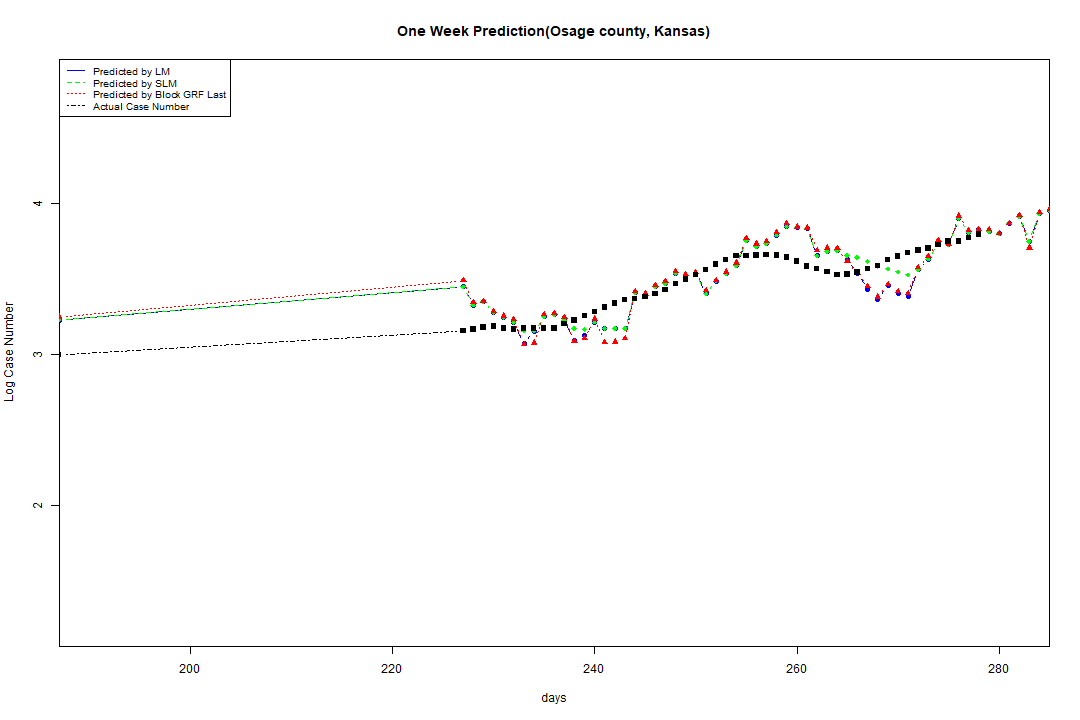 One Week Prediction(Osage county, Kansas)
Predicted by LM
Predicted by SLM
Predicted by Block GRF Last
Actual Case Number
4
3
2
Log Case Number
200 220 240 260 280
days